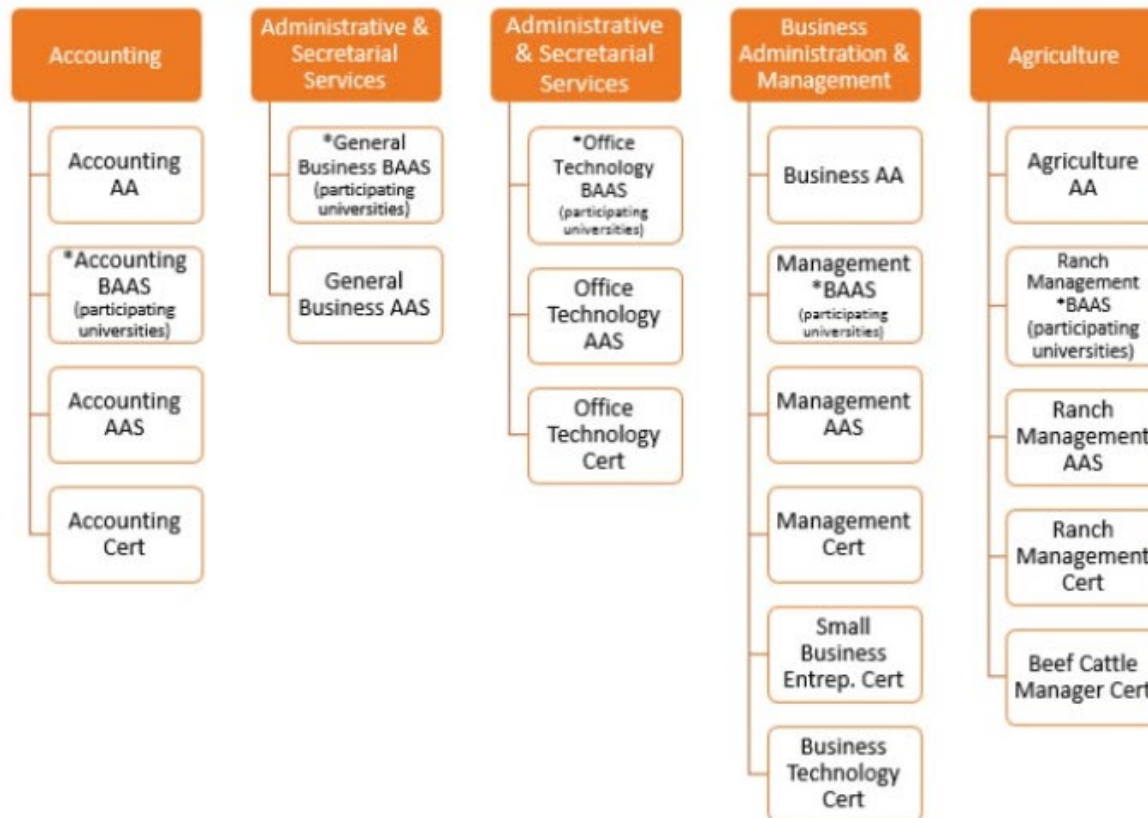 Accounting
Accounting
AA
*Accounting
BAAS
(participating
universities)
Accounting
AAS
Accounting
Cert
Administrative &
Secretarial
Services
*General
Business BAAS
(participating
universities)
General
Business AAS
Administrative
& Secretarial
Services
*Office
Technology
BAAS
(participating
universities)
Office
Technology
AAS
Office
Technology
Cert
Business
Administration &
Management
Business AA
Management
*BAAS
(participating
universities)
Management
AAS
Management
Cert
Small
Business
Entrep. Cert
Business
Technology
Cert
Agriculture
Agriculture
AA
Ranch
Management
*BAAS
(participating
universities)
Ranch
Management
AAS
Ranch
Management
Cert
Beef Cattle
Manager Cert